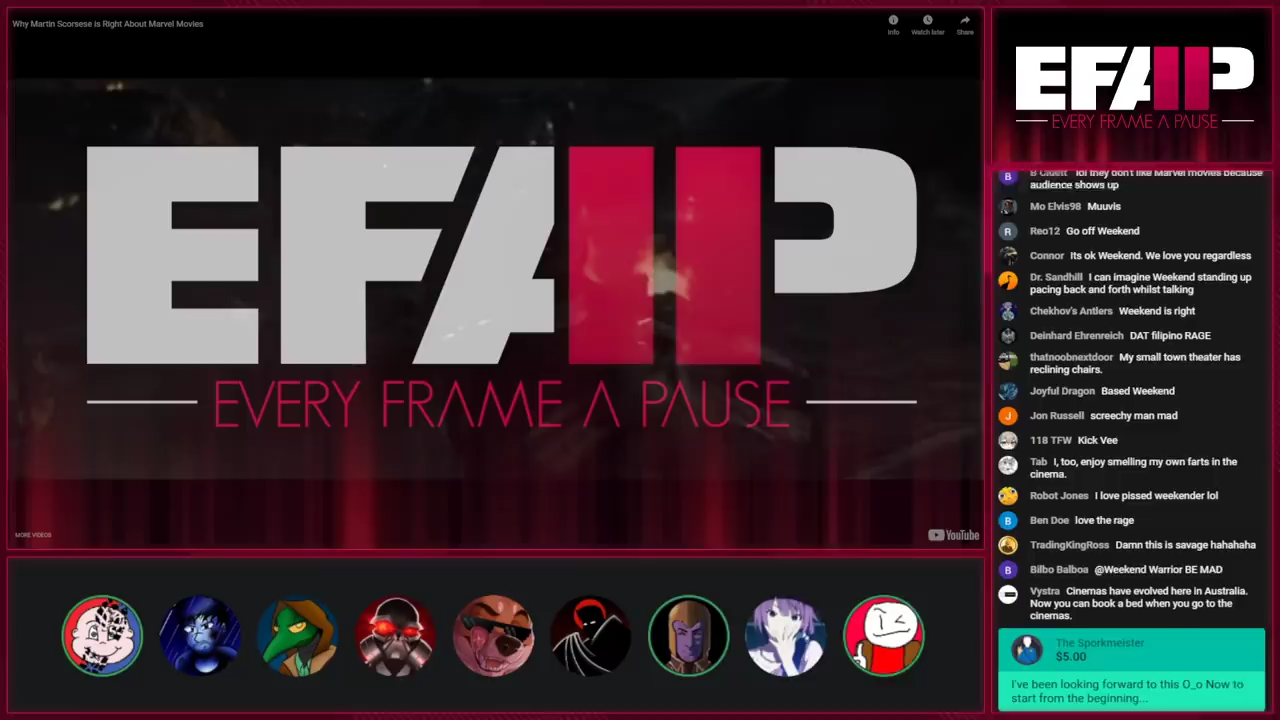 Why Martin Scorsese is Right About Marvel Movies
Info
Watch later
Share
EFAP
EVERY FRAME A PAUSE
MORE VIDEOS
YouTube
EFAP
EVERY FRAME A PAUSE
lol they don't like Marvel movies because
audience shows up
Mo Elvis98 Muuvis
Reo12 Go off Weekend
Connor Its ok Weekend. We love you regardless
Dr. Sandhill I can imagine Weekend standing up
pacing back and forth whilst talking
Chekhov's Antlers Weekend is right
Deinhard Ehrenreich DAT filipino RAGE
thatnoobnextdoor My small town theater has
reclining chairs.
Joyful Dragon Based Weekend
Jon Russell screechy man mad
118 TFW Kick Vee
Tab I, too, enjoy smelling my own farts in the
cinema.
Robot Jones I love pissed weekender lol
Ben Doe love the rage
TradingKingRoss Damn this is savage hahahaha
Bilbo Balboa @Weekend Warrior BE MAD
Vystra Cinemas have evolved here in Australia.
Now you can book a bed when you go to the
cinemas.
The Sporkmeister
$5.00
I've been looking forward to this O_o Now to
start from the beginning...